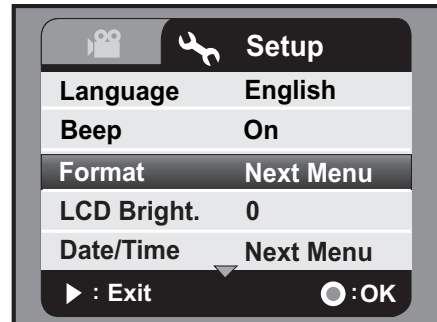 Setup
Language English
Beep On
Format Next Menu
LCD Bright. 0
Date/Time Next Menu
: Exit :OK